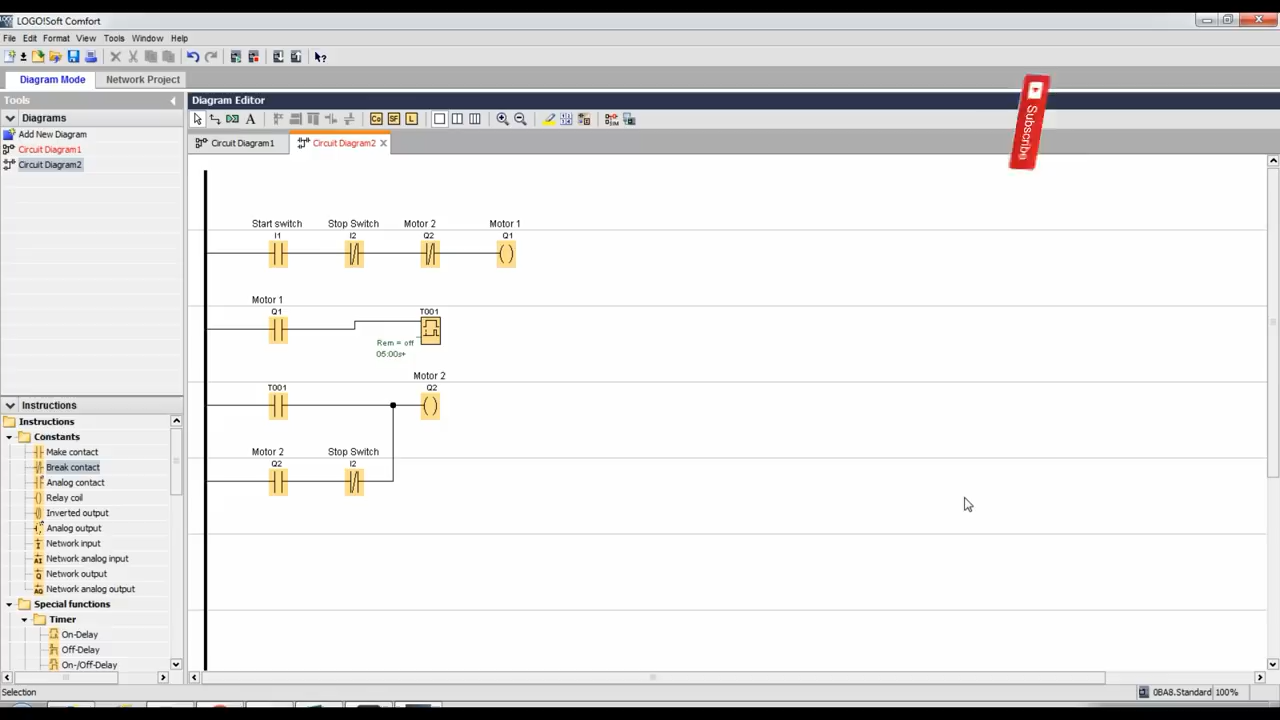 LOGO!Soft Comfort
File Edit Format View Tools Window Help
Diagram Mode Network Project
Tools
Diagram Editor
Diagrams
Add New Diagram
Circuit Diagram1
Circuit Diagram2
Co SF L
Circuit Diagram1 Circuit Diagram2
Subscribe
Start switch Stop Switch Motor 2 Motor 1
I1 I2 Q2 Q1
Motor 1
Q1 T001
Rem = off
05:00s+
Motor 2
T001 Q2
Motor 2 Stop Switch
Q2 I2
Instructions
Instructions
Constants
Make contact
Break contact
Analog contact
Relay coil
Inverted output
Analog output
Network input
Network analog input
Network output
Network analog output
Special functions
Timer
On-Delay
Off-Delay
On-/Off-Delay
Selection
0BA8.Standard 100%